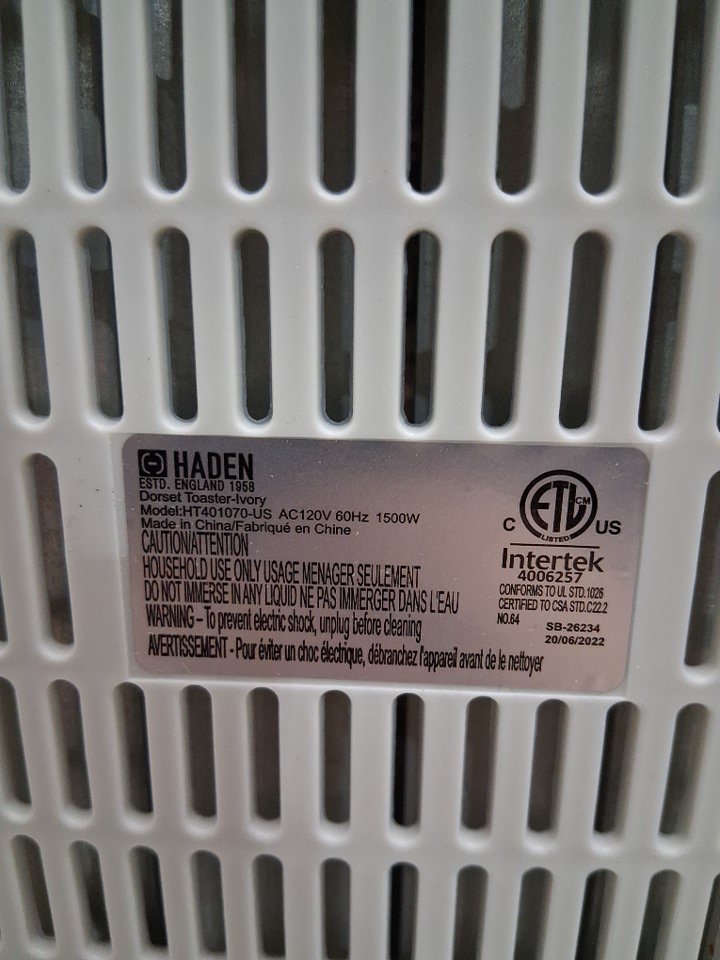 HADEN
ESTD. ENGLAND 1958
Dorset Toaster-Ivory
Model:HT401070-US AC120V 60Hz 1500W
Made in China/Fabriqué en Chine
CAUTION/ATTENTION
HOUSEHOLD USE ONLY USAGE MENAGER SEULEMENT
DO NOT IMMERSE IN ANY LIQUID NE PAS IMMERGER DANS L'EAU
WARNING – To prevent electric shock, unplug before cleaning
AVERTISSEMENT - Pour éviter un choc électrique, débranchez l'appareil avant de le nettoyer
ETL CM
C US
LISTED
Intertek
4006257
CONFORMS TO UL STD.1026
CERTIFIED TO CSA STD.C22.2
NO.64
SB-26234
20/06/2022